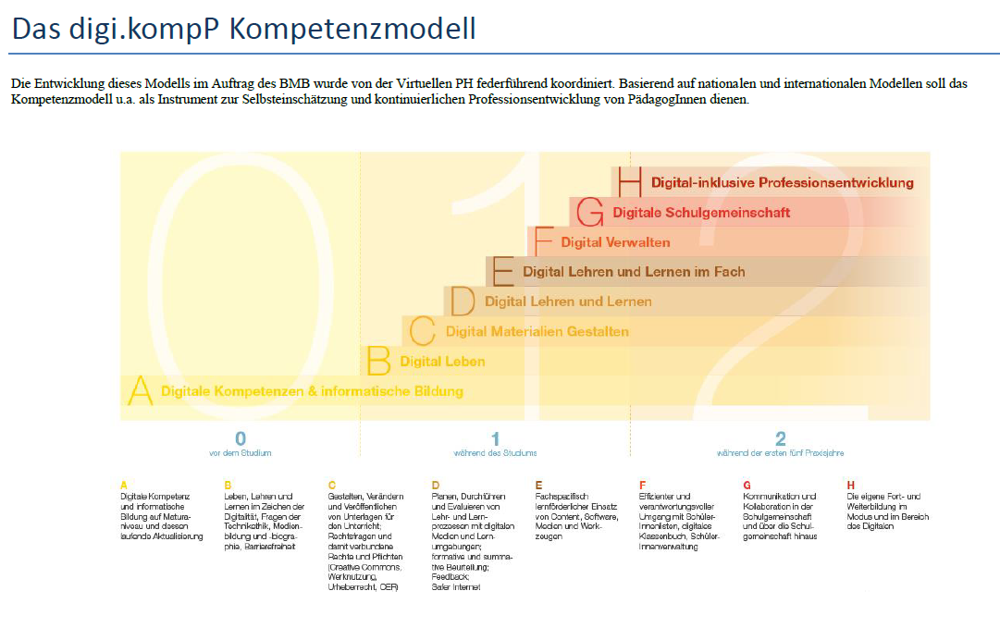 Das digi.kompP Kompetenzmodell
Die Entwicklung dieses Modells im Auftrag des BMB wurde von der Virtuellen PH federführend koordiniert. Basierend auf nationalen und internationalen Modellen soll das
Kompetenzmodell u.a. als Instrument zur Selbsteinschätzung und kontinuierlichen Professionsentwicklung von PädagogInnen dienen.
0 1 2
H Digital-inklusive Professionsentwicklung
G Digitale Schulgemeinschaft
F Digital Verwalten
E Digital Lehren und Lernen im Fach
D Digital Lehren und Lernen
C Digital Materialien Gestalten
B Digital Leben
A Digitale Kompetenzen & informatische Bildung
0
vor dem Studium
1
während des Studiums
2
während der ersten fünf Praxisjahre
A
Digitale Kompetenz
und informatische
Bildung auf Matura-
niveau und dessen
laufende Aktualisierung
B
Leben, Lehren und
Lernen im Zeichen der
Digitalität, Fragen der
Technikethik, Medien-
bildung und -biogra-
phie, Barrierefreiheit
C
Gestalten, Verändern
und Veröffentlichen
von Unterlagen für
den Unterricht;
Rechtsfragen und
damit verbundene
Rechte und Pflichten
(Creative Commons,
Werknutzung,
Urheberrecht, OER)
D
Planen, Durchführen
und Evaluieren von
Lehr- und Lern-
prozessen mit digitalen
Medien und Lern-
umgebungen;
formative und summa-
tive Beurteilung;
Feedback;
Safer Internet
E
Fachspezifisch
lernförderlicher Einsatz
von Content, Software,
Medien und Werk-
zeugen
F
Effizienter und
verantwortungsvoller
Umgang mit Schüler-
Innenlisten, digitales
Klassenbuch, Schüler-
Innenverwaltung
G
Kommunikation und
Kollaboration in der
Schulgemeinschaft
und über die Schul-
gemeinschaft hinaus
H
Die eigene Fort- und
Weiterbildung im
Modus und im Bereich
des Digitalen